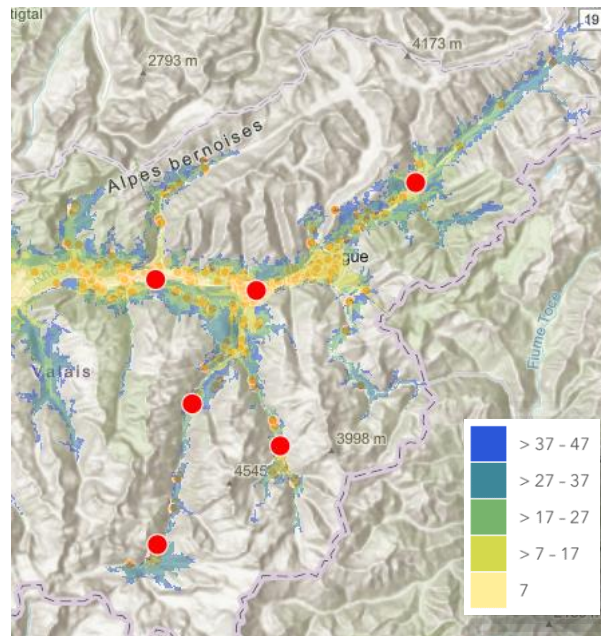 tigtal
19
4173 m
2793 m
Alpes bernoises
gue
Fiume Toce
Valais
3998 m
4545
> 37 - 47
> 27 - 37
> 17 - 27
> 7 - 17
7